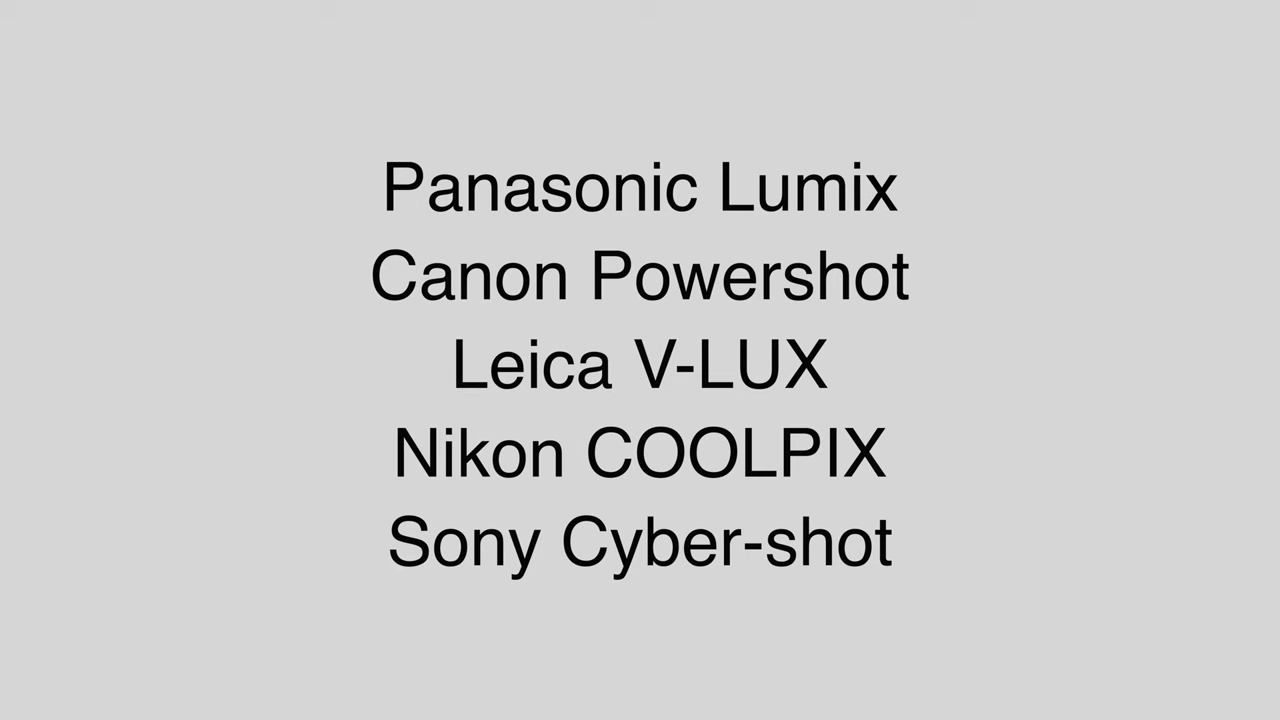 Panasonic Lumix
Canon Powershot
Leica V-LUX
Nikon COOLPIX
Sony Cyber-shot